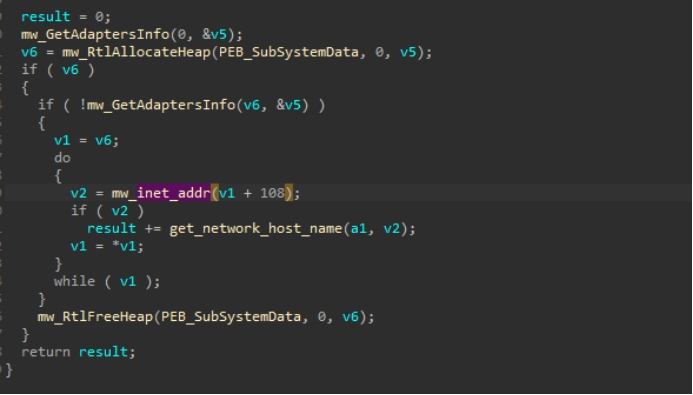 result = 0;
mw_GetAdaptersInfo(0, &v5);
v6 = mw_RtlAllocateHeap(PEB_SubSystemData, 0, v5);
if ( v6 )
{
if ( !mw_GetAdaptersInfo(v6, &v5) )
{
v1 = v6;
do
{
v2 = mw_inet_addr(v1 + 108);
if ( v2 )
result += get_network_host_name(a1, v2);
v1 = *v1;
}
while ( v1 );
}
mw_RtlFreeHeap(PEB_SubSystemData, 0, v6);
}
return result;
}